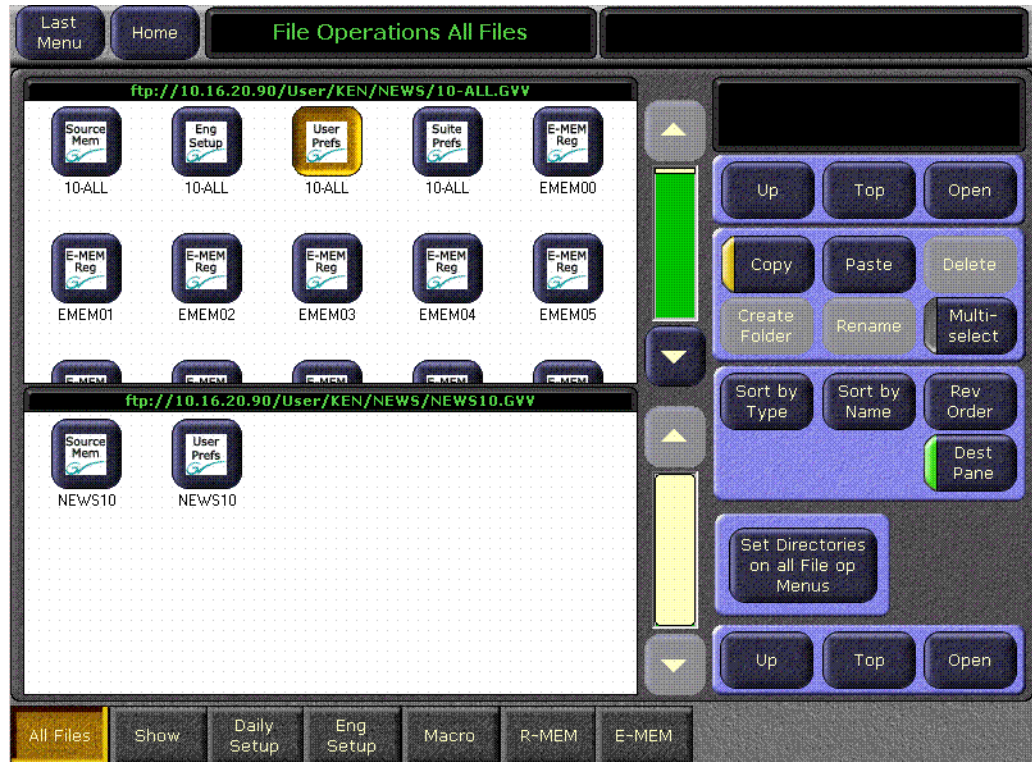 Last
Menu
Home
File Operations All Files
ftp://10.16.20.90/User/KEN/NEWS/10-ALL.GVV
Source
Mem
Eng
Setup
User
Prefs
Suite
Prefs
E-MEM
Reg
10-ALL
10-ALL
10-ALL
10-ALL
EMEM00
E-MEM
Reg
E-MEM
Reg
E-MEM
Reg
E-MEM
Reg
E-MEM
Reg
EMEM01
EMEM02
EMEM03
EMEM04
EMEM05
E-MEM
E-MEM
E-MEM
E-MEM
E-MEM
ftp://10.16.20.90/User/KEN/NEWS/NEWS10.GVV
Source
Mem
User
Prefs
NEWS10
NEWS10
Up
Top
Open
Copy
Paste
Delete
Create
Folder
Rename
Multi-
select
Sort by
Type
Sort by
Name
Rev
Order
Dest
Pane
Set Directories
on all File op
Menus
Up
Top
Open
All Files
Show
Daily
Setup
Eng
Setup
Macro
R-MEM
E-MEM